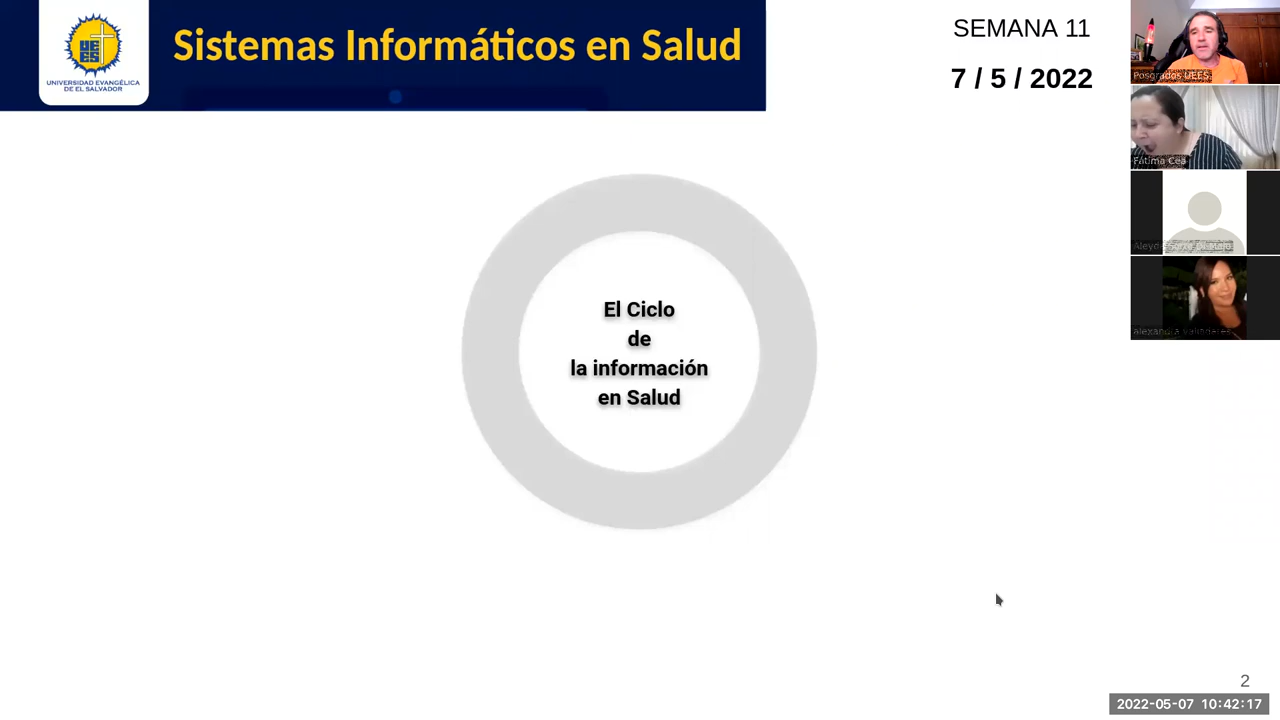 Sistemas Informáticos en Salud
UEES
UNIVERSIDAD EVANGÉLICA
DE EL SALVADOR
SEMANA 11
7 / 5 / 2022
Posgrados UEES
Fátima Cea
El Ciclo
de
la información
en Salud
2
2022-05-07 10:42:17